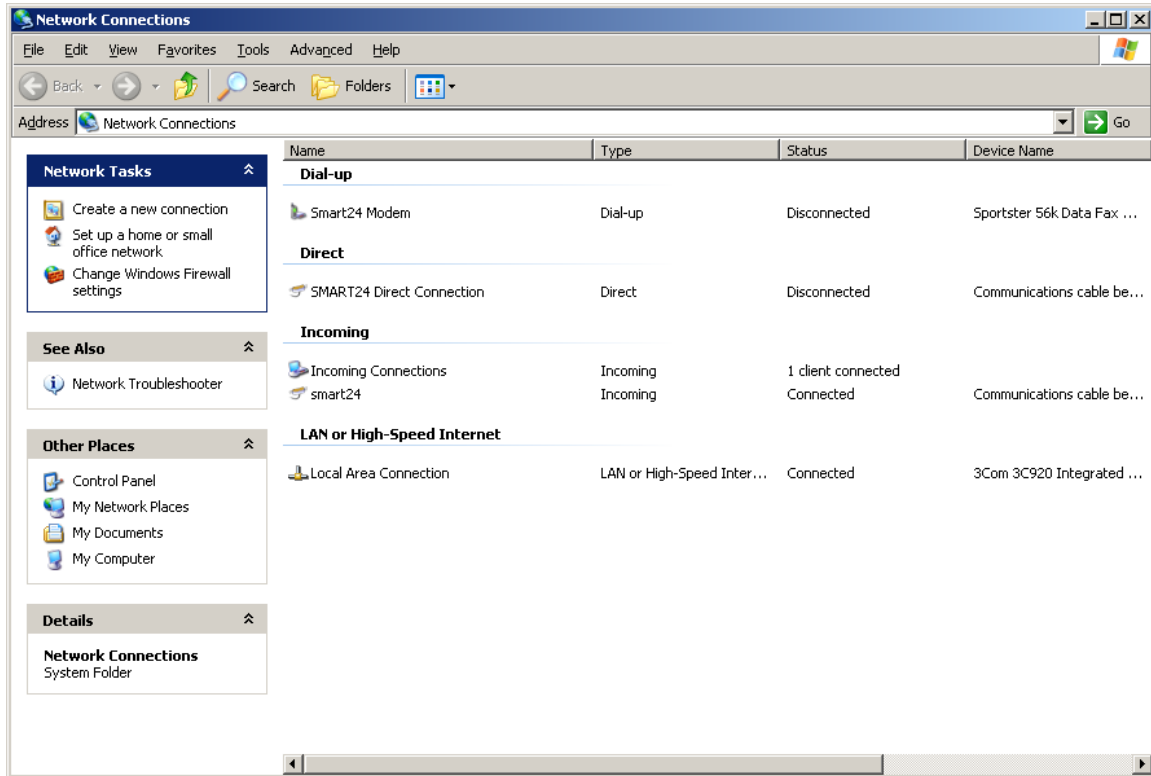 Network Connections
File Edit View Favorites Tools Advanced Help
Back Search Folders
Address Network Connections Go
Network Tasks
Create a new connection
Set up a home or small
office network
Change Windows Firewall
settings
See Also
Network Troubleshooter
Other Places
Control Panel
My Network Places
My Documents
My Computer
Details
Network Connections
System Folder
Name Type Status Device Name
Dial-up
Smart24 Modem Dial-up Disconnected Sportster 56k Data Fax ...
Direct
SMART24 Direct Connection Direct Disconnected Communications cable be...
Incoming
Incoming Connections Incoming 1 client connected
smart24 Incoming Connected Communications cable be...
LAN or High-Speed Internet
Local Area Connection LAN or High-Speed Inter... Connected 3Com 3C920 Integrated ...